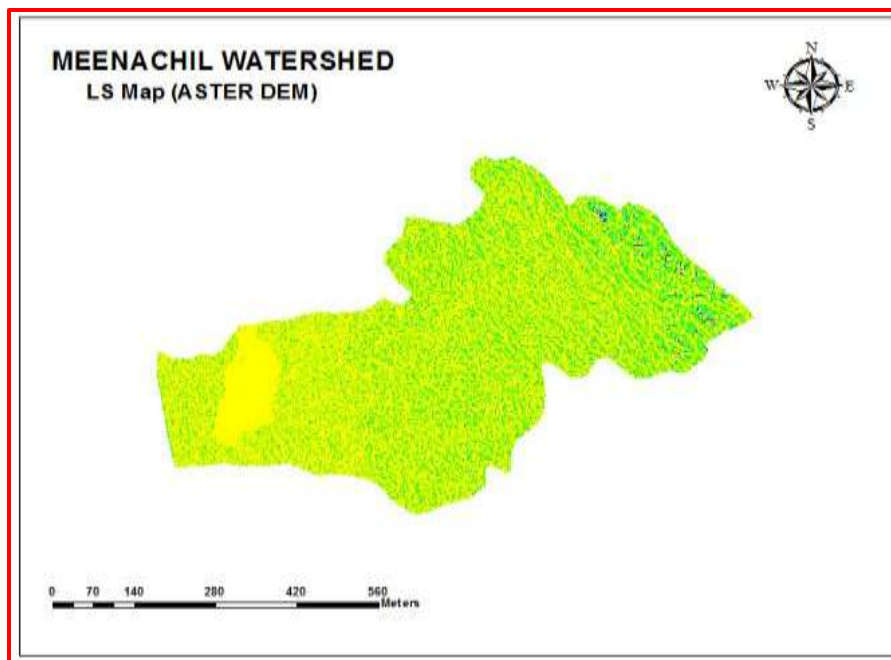 MEENACHIL WATERSHED
LS Map (ASTER DEM)
N
W E
S
0 70 140 280 420 560
Meters